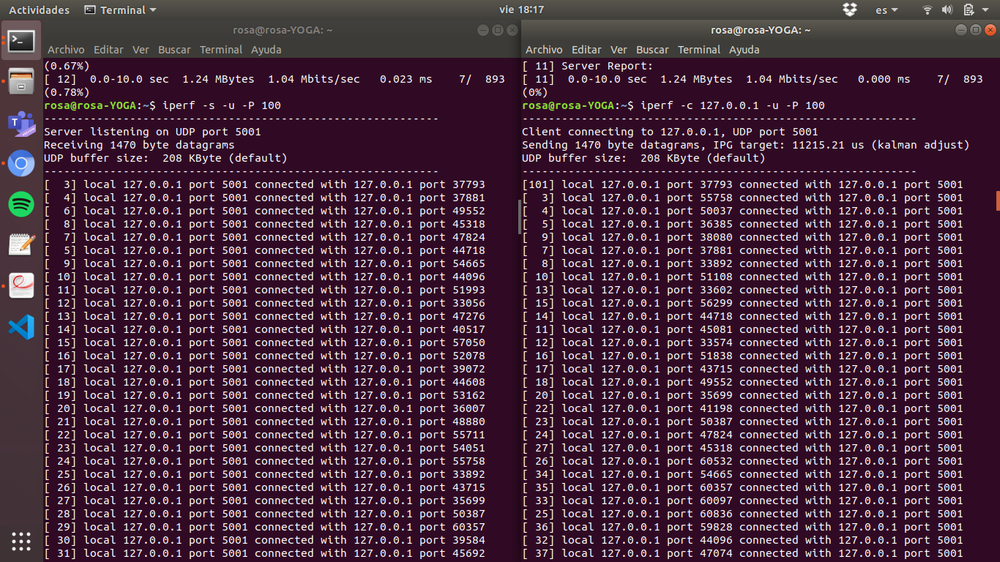 Actividades Terminal vie 18:17 es
rosa@rosa-YOGA: ~
Archivo Editar Ver Buscar Terminal Ayuda
(0.67%)
[ 12]  0.0-10.0 sec  1.24 MBytes  1.04 Mbits/sec   0.023 ms    7/  893
(0.78%)
rosa@rosa-YOGA:~$ iperf -s -u -P 100
------------------------------------------------------------
Server listening on UDP port 5001
Receiving 1470 byte datagrams
UDP buffer size:  208 KByte (default)
------------------------------------------------------------
[  3] local 127.0.0.1 port 5001 connected with 127.0.0.1 port 37793
[  4] local 127.0.0.1 port 5001 connected with 127.0.0.1 port 37881
[  6] local 127.0.0.1 port 5001 connected with 127.0.0.1 port 49552
[  8] local 127.0.0.1 port 5001 connected with 127.0.0.1 port 45318
[  7] local 127.0.0.1 port 5001 connected with 127.0.0.1 port 47824
[  5] local 127.0.0.1 port 5001 connected with 127.0.0.1 port 44718
[  9] local 127.0.0.1 port 5001 connected with 127.0.0.1 port 54665
[ 10] local 127.0.0.1 port 5001 connected with 127.0.0.1 port 44096
[ 11] local 127.0.0.1 port 5001 connected with 127.0.0.1 port 51993
[ 12] local 127.0.0.1 port 5001 connected with 127.0.0.1 port 33056
[ 13] local 127.0.0.1 port 5001 connected with 127.0.0.1 port 47276
[ 14] local 127.0.0.1 port 5001 connected with 127.0.0.1 port 40517
[ 15] local 127.0.0.1 port 5001 connected with 127.0.0.1 port 57050
[ 16] local 127.0.0.1 port 5001 connected with 127.0.0.1 port 52078
[ 17] local 127.0.0.1 port 5001 connected with 127.0.0.1 port 39072
[ 18] local 127.0.0.1 port 5001 connected with 127.0.0.1 port 44608
[ 19] local 127.0.0.1 port 5001 connected with 127.0.0.1 port 53162
[ 20] local 127.0.0.1 port 5001 connected with 127.0.0.1 port 36007
[ 21] local 127.0.0.1 port 5001 connected with 127.0.0.1 port 48880
[ 22] local 127.0.0.1 port 5001 connected with 127.0.0.1 port 55711
[ 23] local 127.0.0.1 port 5001 connected with 127.0.0.1 port 54051
[ 24] local 127.0.0.1 port 5001 connected with 127.0.0.1 port 55758
[ 25] local 127.0.0.1 port 5001 connected with 127.0.0.1 port 33892
[ 26] local 127.0.0.1 port 5001 connected with 127.0.0.1 port 43715
[ 27] local 127.0.0.1 port 5001 connected with 127.0.0.1 port 35699
[ 28] local 127.0.0.1 port 5001 connected with 127.0.0.1 port 50387
[ 29] local 127.0.0.1 port 5001 connected with 127.0.0.1 port 60357
[ 30] local 127.0.0.1 port 5001 connected with 127.0.0.1 port 39584
[ 31] local 127.0.0.1 port 5001 connected with 127.0.0.1 port 45692
rosa@rosa-YOGA: ~
Archivo Editar Ver Buscar Terminal Ayuda
[ 11] Server Report:
[ 11]  0.0-10.0 sec  1.24 MBytes  1.04 Mbits/sec   0.000 ms    7/  893
(0%)
rosa@rosa-YOGA:~$ iperf -c 127.0.0.1 -u -P 100
------------------------------------------------------------
Client connecting to 127.0.0.1, UDP port 5001
Sending 1470 byte datagrams, IPG target: 11215.21 us (kalman adjust)
UDP buffer size:  208 KByte (default)
------------------------------------------------------------
[101] local 127.0.0.1 port 37793 connected with 127.0.0.1 port 5001
[  3] local 127.0.0.1 port 55758 connected with 127.0.0.1 port 5001
[  4] local 127.0.0.1 port 50037 connected with 127.0.0.1 port 5001
[  5] local 127.0.0.1 port 36385 connected with 127.0.0.1 port 5001
[  9] local 127.0.0.1 port 38080 connected with 127.0.0.1 port 5001
[  7] local 127.0.0.1 port 37881 connected with 127.0.0.1 port 5001
[  8] local 127.0.0.1 port 33892 connected with 127.0.0.1 port 5001
[ 10] local 127.0.0.1 port 51108 connected with 127.0.0.1 port 5001
[ 13] local 127.0.0.1 port 33602 connected with 127.0.0.1 port 5001
[ 15] local 127.0.0.1 port 56299 connected with 127.0.0.1 port 5001
[ 14] local 127.0.0.1 port 44718 connected with 127.0.0.1 port 5001
[ 11] local 127.0.0.1 port 45081 connected with 127.0.0.1 port 5001
[ 12] local 127.0.0.1 port 33574 connected with 127.0.0.1 port 5001
[ 16] local 127.0.0.1 port 51838 connected with 127.0.0.1 port 5001
[ 17] local 127.0.0.1 port 43715 connected with 127.0.0.1 port 5001
[ 18] local 127.0.0.1 port 49552 connected with 127.0.0.1 port 5001
[ 20] local 127.0.0.1 port 35699 connected with 127.0.0.1 port 5001
[ 22] local 127.0.0.1 port 41198 connected with 127.0.0.1 port 5001
[ 23] local 127.0.0.1 port 50387 connected with 127.0.0.1 port 5001
[ 24] local 127.0.0.1 port 47824 connected with 127.0.0.1 port 5001
[ 27] local 127.0.0.1 port 45318 connected with 127.0.0.1 port 5001
[ 26] local 127.0.0.1 port 60532 connected with 127.0.0.1 port 5001
[ 34] local 127.0.0.1 port 54665 connected with 127.0.0.1 port 5001
[ 35] local 127.0.0.1 port 60357 connected with 127.0.0.1 port 5001
[ 33] local 127.0.0.1 port 60097 connected with 127.0.0.1 port 5001
[ 25] local 127.0.0.1 port 60836 connected with 127.0.0.1 port 5001
[ 36] local 127.0.0.1 port 59828 connected with 127.0.0.1 port 5001
[ 32] local 127.0.0.1 port 44096 connected with 127.0.0.1 port 5001
[ 37] local 127.0.0.1 port 47074 connected with 127.0.0.1 port 5001